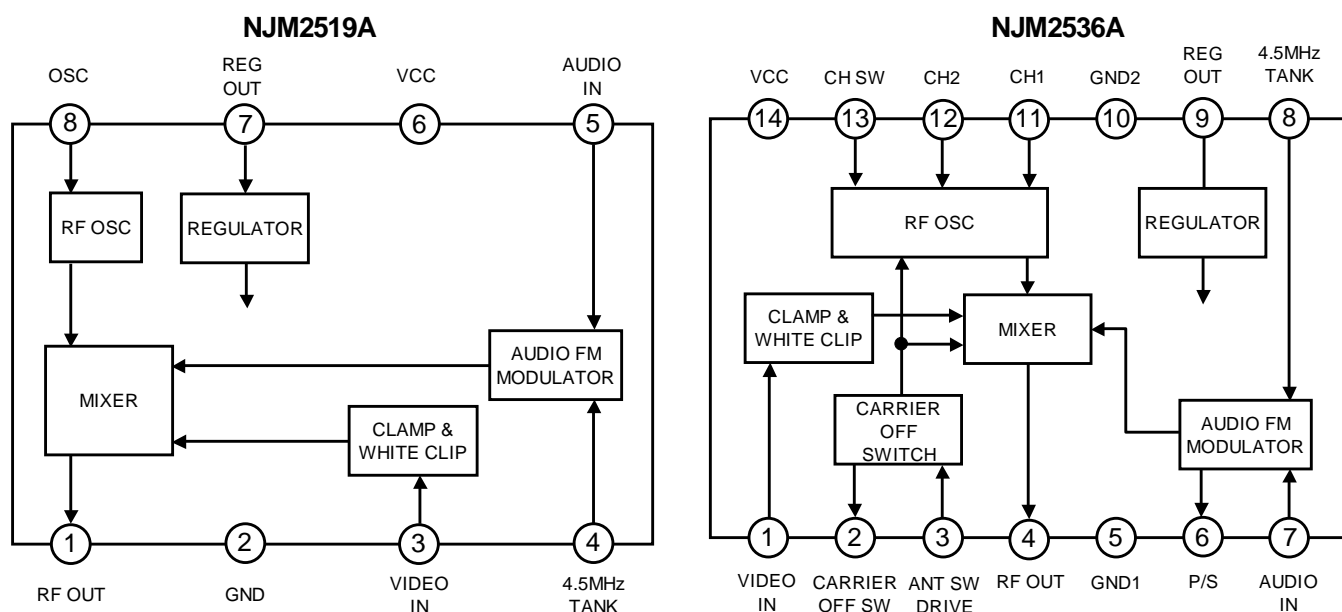 NJM2519A
OSC
REG
OUT
VCC
AUDIO
IN
8
7
6
5
RF OSC
REGULATOR
MIXER
AUDIO FM
MODULATOR
CLAMP &
WHITE CLIP
1
2
3
4
RF OUT
GND
VIDEO
IN
4.5MHz
TANK
NJM2536A
VCC
CH SW
CH2
CH1
GND2
REG
OUT
4.5MHz
TANK
14
13
12
11
10
9
8
RF OSC
REGULATOR
CLAMP &
WHITE CLIP
MIXER
CARRIER
OFF
SWITCH
AUDIO FM
MODULATOR
1
2
3
4
5
6
7
VIDEO
IN
CARRIER
OFF SW
ANT SW
DRIVE
RF OUT
GND1
P/S
AUDIO
IN